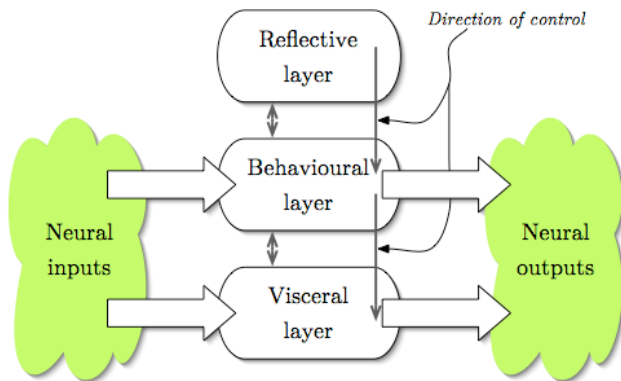 Direction of control
Reflective
layer
Behavioural
layer
Neural
inputs
Neural
outputs
Visceral
layer